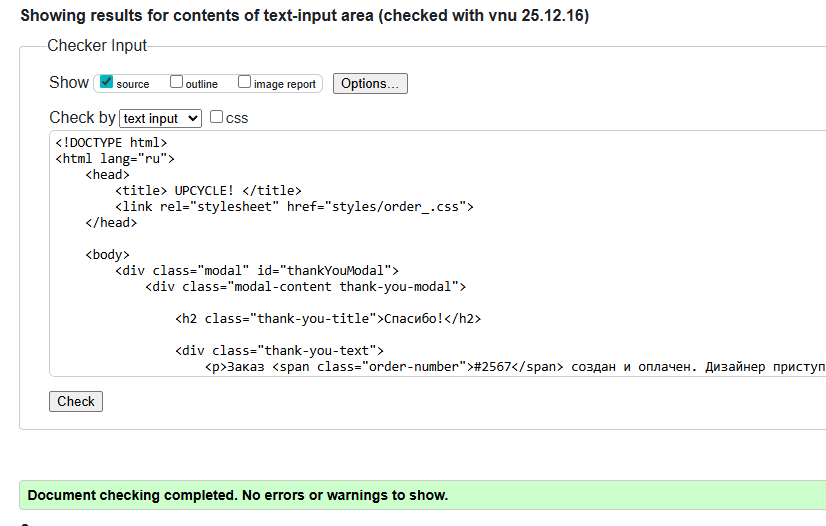 Showing results for contents of text-input area (checked with vnu 25.12.16)
Checker Input
Show source outline image report Options...
Check by text input css
<!DOCTYPE html>
<html lang="ru">
<head>
<title> UPCYCLE! </title>
<link rel="stylesheet" href="styles/order_.css">
</head>
<body>
<div class="modal" id="thankYouModal">
<div class="modal-content thank-you-modal">
<h2 class="thank-you-title">Спасибо!</h2>
<div class="thank-you-text">
<p>Заказ <span class="order-number">#2567</span> создан и оплачен. Дизайнер приступ
Check
Document checking completed. No errors or warnings to show.